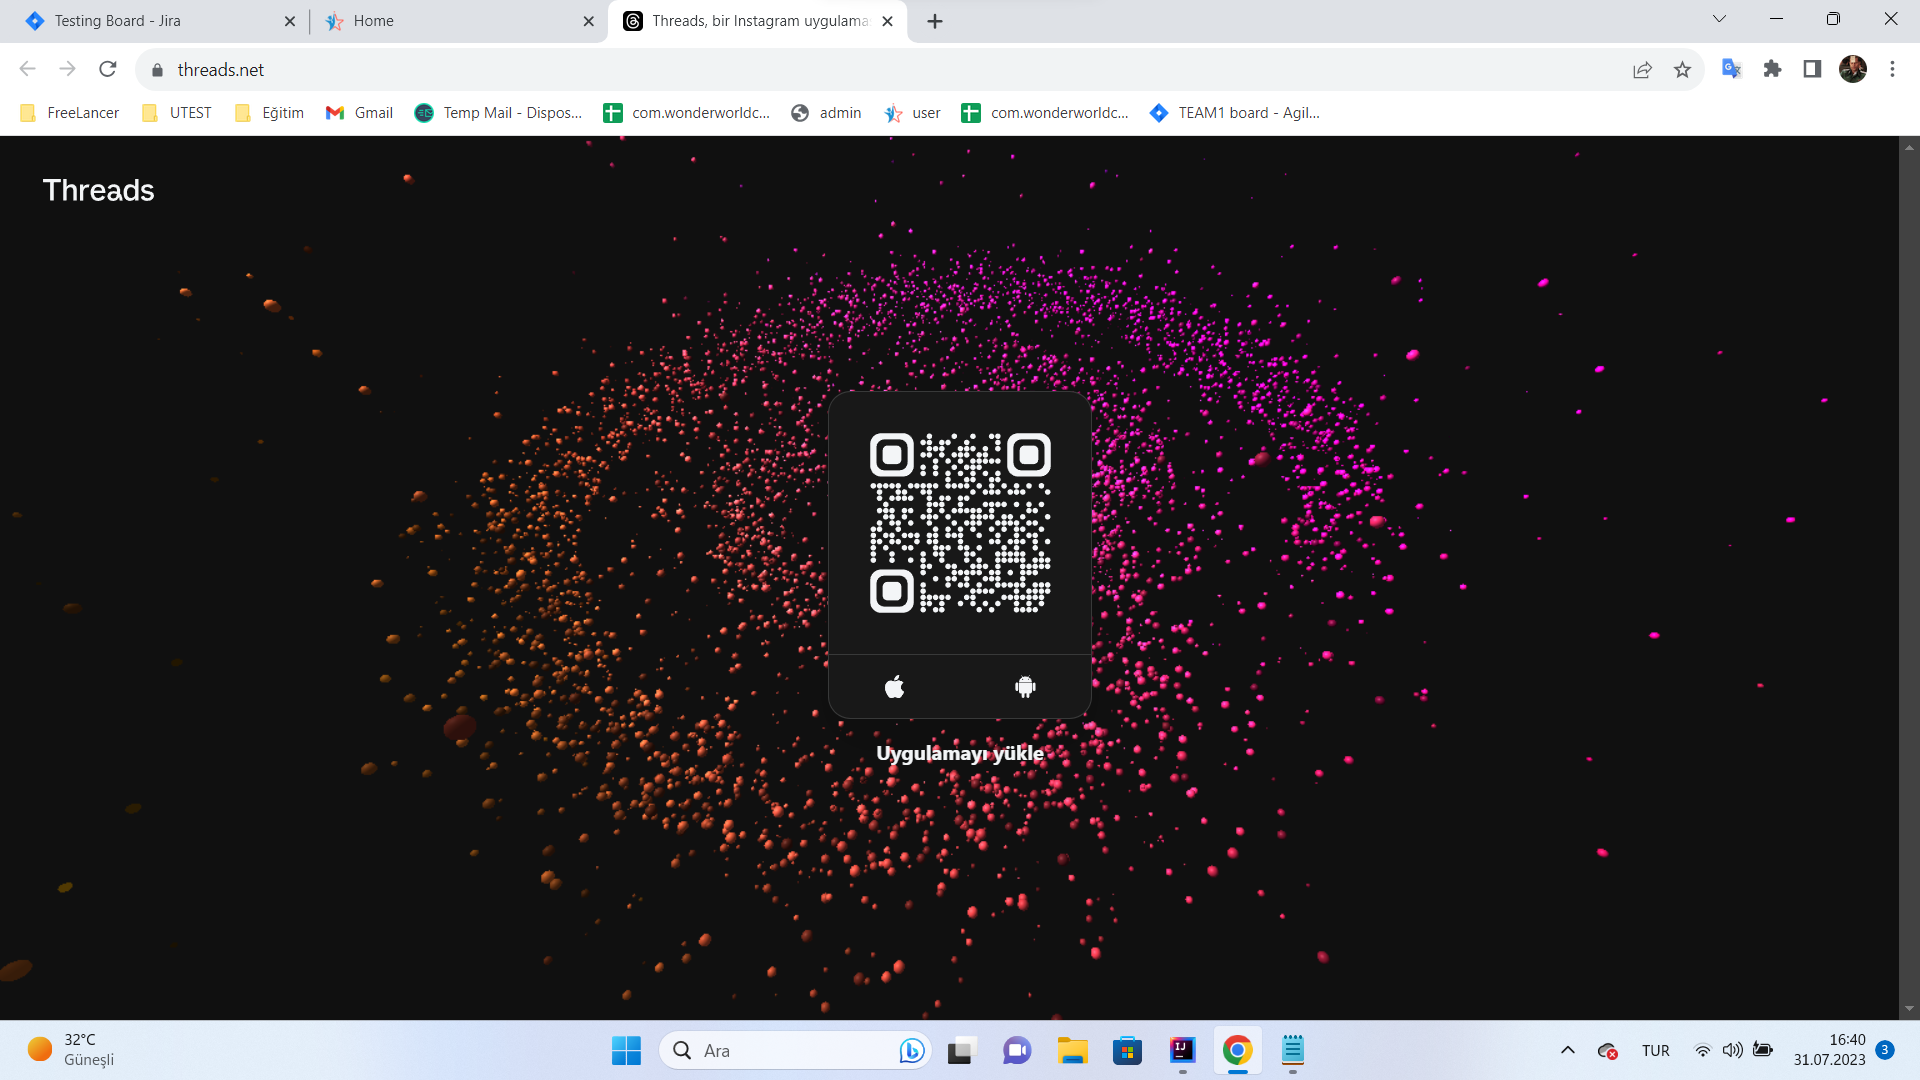 Testing Board - Jira
Home
Threads, bir Instagram uygulama
threads.net
FreeLancer
UTEST
Eğitim
Gmail
Temp Mail - Dispos...
com.wonderworldc...
admin
user
com.wonderworldc...
TEAM1 board - Agil...
Threads
Uygulamayı yükle
32°C
Güneşli
Ara
IJ
TUR
16:40
31.07.2023
3